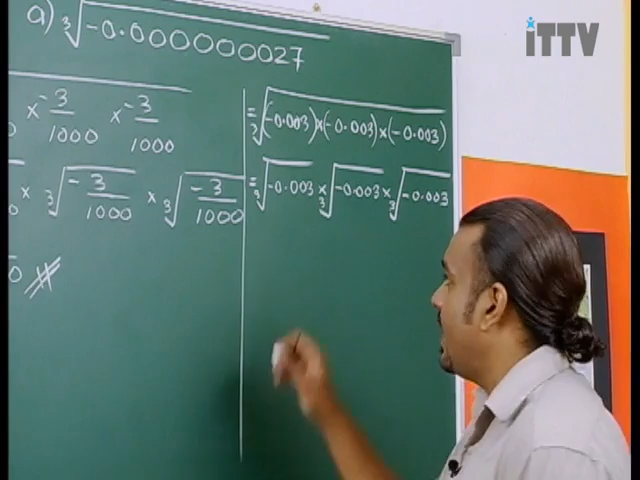 iTTV
a) ∛-0.000000027
x -3/1000 x -3/1000
= ∛(-0.003)x(-0.003)x(-0.003)
x ∛-3/1000 x ∛-3/1000
= ∛-0.003 x ∛-0.003 x ∛-0.003